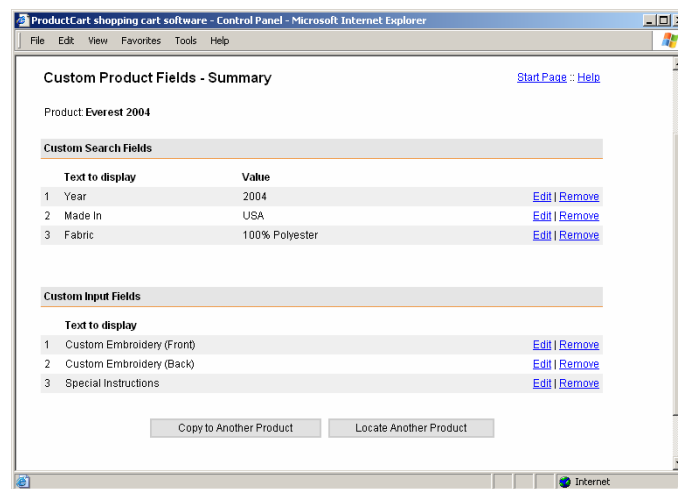 ProductCart shopping cart software - Control Panel - Microsoft Internet Explorer
File Edit View Favorites Tools Help
Custom Product Fields - Summary Start Page :: Help
Product: Everest 2004
Custom Search Fields
Text to display Value
1 Year 2004 Edit | Remove
2 Made In USA Edit | Remove
3 Fabric 100% Polyester Edit | Remove
Custom Input Fields
Text to display
1 Custom Embroidery (Front) Edit | Remove
2 Custom Embroidery (Back) Edit | Remove
3 Special Instructions Edit | Remove
Copy to Another Product Locate Another Product
Internet